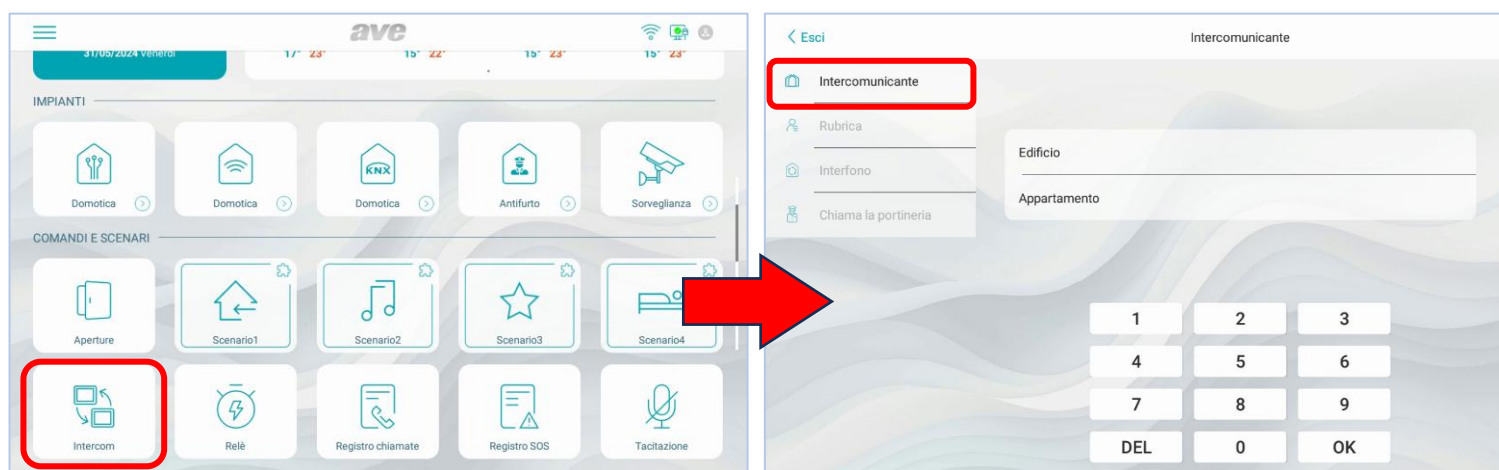 ave
31/05/2024 Venerdì
17° 23°
15° 22°
15° 23°
15° 23°
IMPIANTI
Domotica
Domotica
KNX
Domotica
Antifurto
Sorveglianza
COMANDI E SCENARI
Aperture
Scenario1
Scenario2
Scenario3
Scenario4
Intercom
Relè
Registro chiamate
Registro SOS
Tacitazione
Esci
Intercomunicante
Intercomunicante
Rubrica
Interfono
Chiama la portineria
Edificio
Appartamento
1 2 3
4 5 6
7 8 9
DEL 0 OK